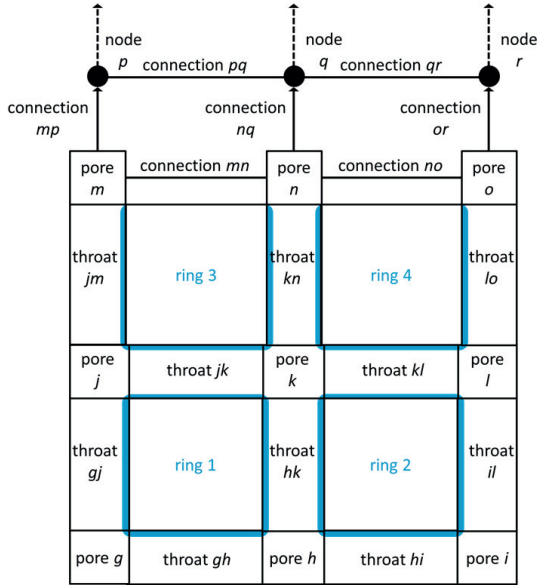 node
p
node
q
node
r
connection pq
connection qr
connection
mp
connection
nq
connection
or
pore
m
connection mn
pore
n
connection no
pore
o
throat
jm
ring 3
throat
kn
ring 4
throat
lo
pore
j
throat jk
pore
k
throat kl
pore
l
throat
gj
ring 1
throat
hk
ring 2
throat
il
pore g
throat gh
pore h
throat hi
pore i